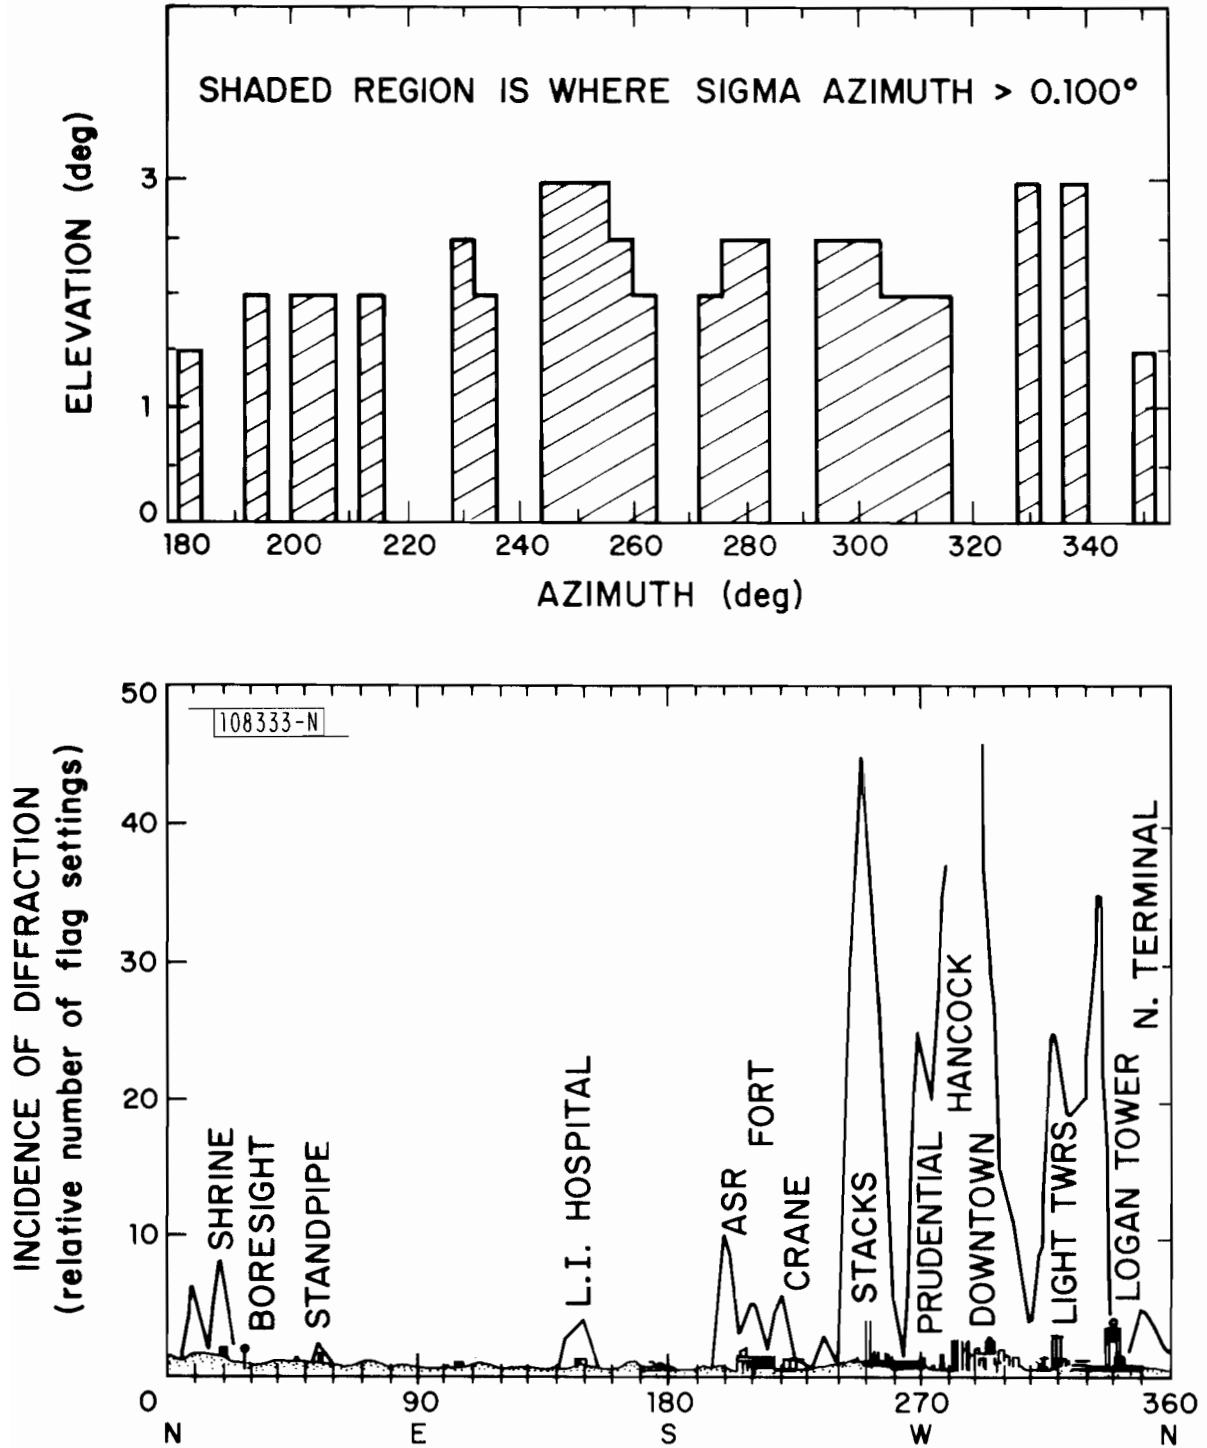 SHADED REGION IS WHERE SIGMA AZIMUTH > 0.100°
ELEVATION (deg)
3
1
0
180 200 220 240 260 280 300 320 340
AZIMUTH (deg)
INCIDENCE OF DIFFRACTION
(relative number of flag settings)
50
40
30
20
10
0
108333-N
SHRINE
BORESIGHT
STANDPIPE
L.I. HOSPITAL
ASR
FORT
CRANE
STACKS
PRUDENTIAL
HANCOCK
DOWNTOWN
LIGHT TWRS
LOGAN TOWER
N. TERMINAL
90 180 270 360
N E S W N